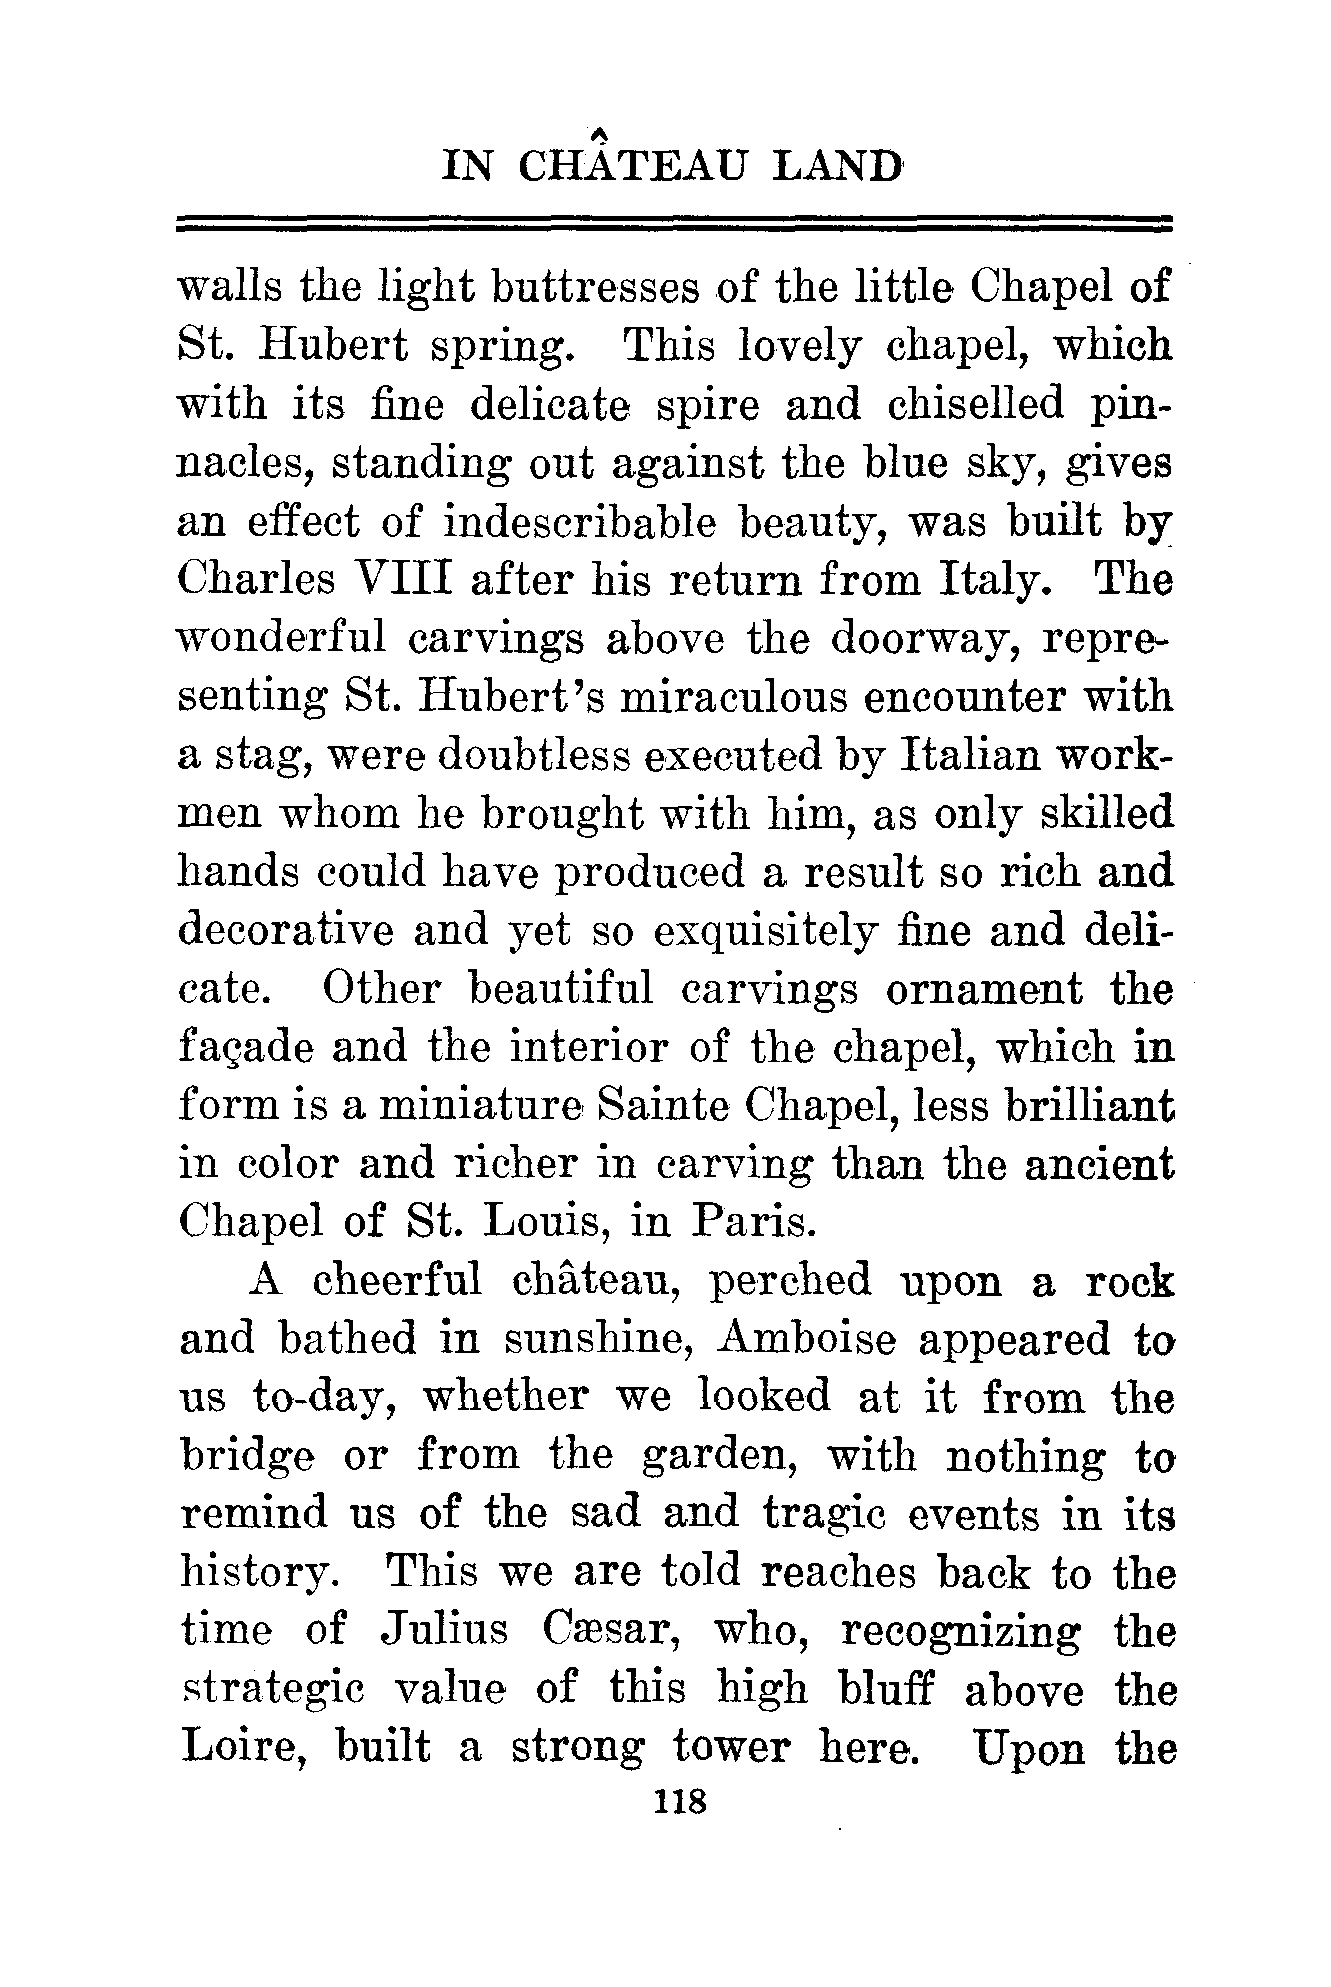 IN CHÂTEAU LAND
walls the light buttresses of the little Chapel of
St. Hubert spring. This lovely chapel, which
with its fine delicate spire and chiselled pin-
nacles, standing out against the blue sky, gives
an effect of indescribable beauty, was built by
Charles VIII after his return from Italy. The
wonderful carvings above the doorway, repre-
senting St. Hubert's miraculous encounter with
a stag, were doubtless executed by Italian work-
men whom he brought with him, as only skilled
hands could have produced a result so rich and
decorative and yet so exquisitely fine and deli-
cate. Other beautiful carvings ornament the
façade and the interior of the chapel, which in
form is a miniature Sainte Chapel, less brilliant
in color and richer in carving than the ancient
Chapel of St. Louis, in Paris.
A cheerful château, perched upon a rock
and bathed in sunshine, Amboise appeared to
us to-day, whether we looked at it from the
bridge or from the garden, with nothing to
remind us of the sad and tragic events in its
history. This we are told reaches back to the
time of Julius Cæsar, who, recognizing the
strategic value of this high bluff above the
Loire, built a strong tower here. Upon the
118